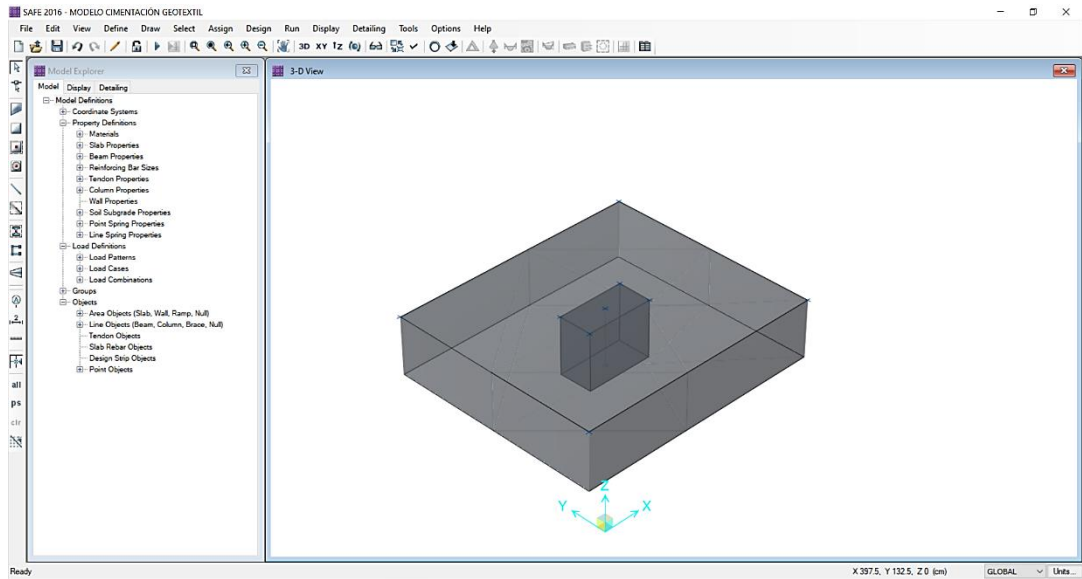 SAFE 2016 - MODELO CIMENTACIÓN GEOTEXTIL
File Edit View Define Draw Select Assign Design Run Display Detailing Tools Options Help
3D XY
Model Explorer
Model Display Detailing
Model Definitions
Coordinate Systems
Property Definitions
Materials
Slab Properties
Beam Properties
Reinforcing Bar Sizes
Tendon Properties
Column Properties
Wall Properties
Soil Subgrade Properties
Point Spring Properties
Line Spring Properties
Load Definitions
Load Patterns
Load Cases
Load Combinations
Groups
Objects
Area Objects (Slab, Wall, Ramp, Null)
Line Objects (Beam, Column, Brace, Null)
Tendon Objects
Slab Rebar Objects
Design Strip Objects
Point Objects
all
ps
clr
3-D View
Z
Y X
Ready X 397.5, Y 132.5, Z 0 (cm) GLOBAL Units...